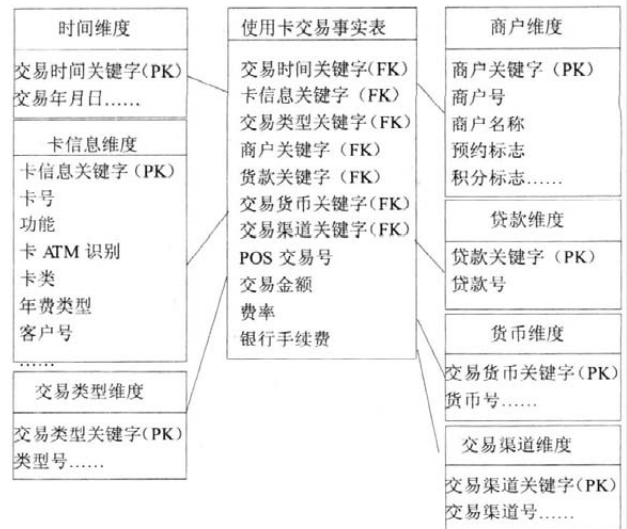 时间维度
交易时间关键字(PK)
交易年月日……
卡信息维度
卡信息关键字(PK)
卡号
功能
卡 ATM 识别
卡类
年费类型
客户号
……
交易类型维度
交易类型关键字(PK)
类型号……
使用卡交易事实表
交易时间关键字(FK)
卡信息关键字(FK)
交易类型关键字(FK)
商户关键字(FK)
货款关键字(FK)
交易货币关键字(FK)
交易渠道关键字(FK)
POS 交易号
交易金额
费率
银行手续费
商户维度
商户关键字(PK)
商户号
商户名称
预约标志
积分标志……
贷款维度
贷款关键字(PK)
贷款号
货币维度
交易货币关键字(PK)
货币号……
交易渠道维度
交易渠道关键字(PK)
交易渠道号……